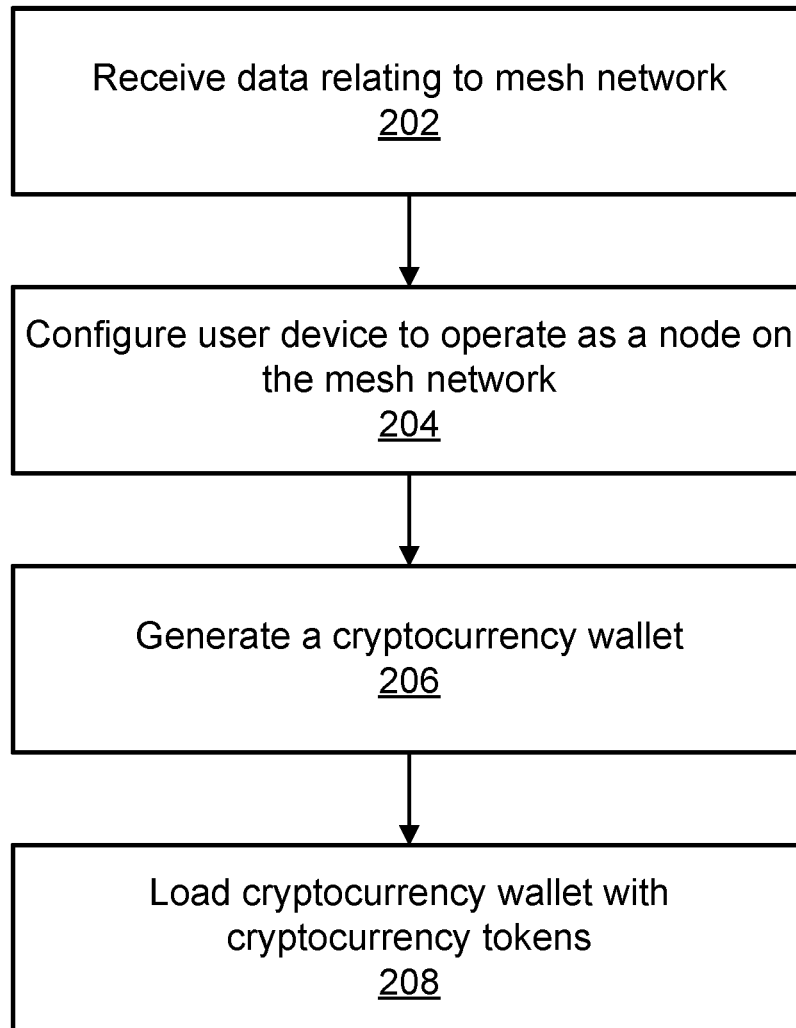 Receive data relating to mesh network
202
Configure user device to operate as a node on
the mesh network
204
Generate a cryptocurrency wallet
206
Load cryptocurrency wallet with
cryptocurrency tokens
208